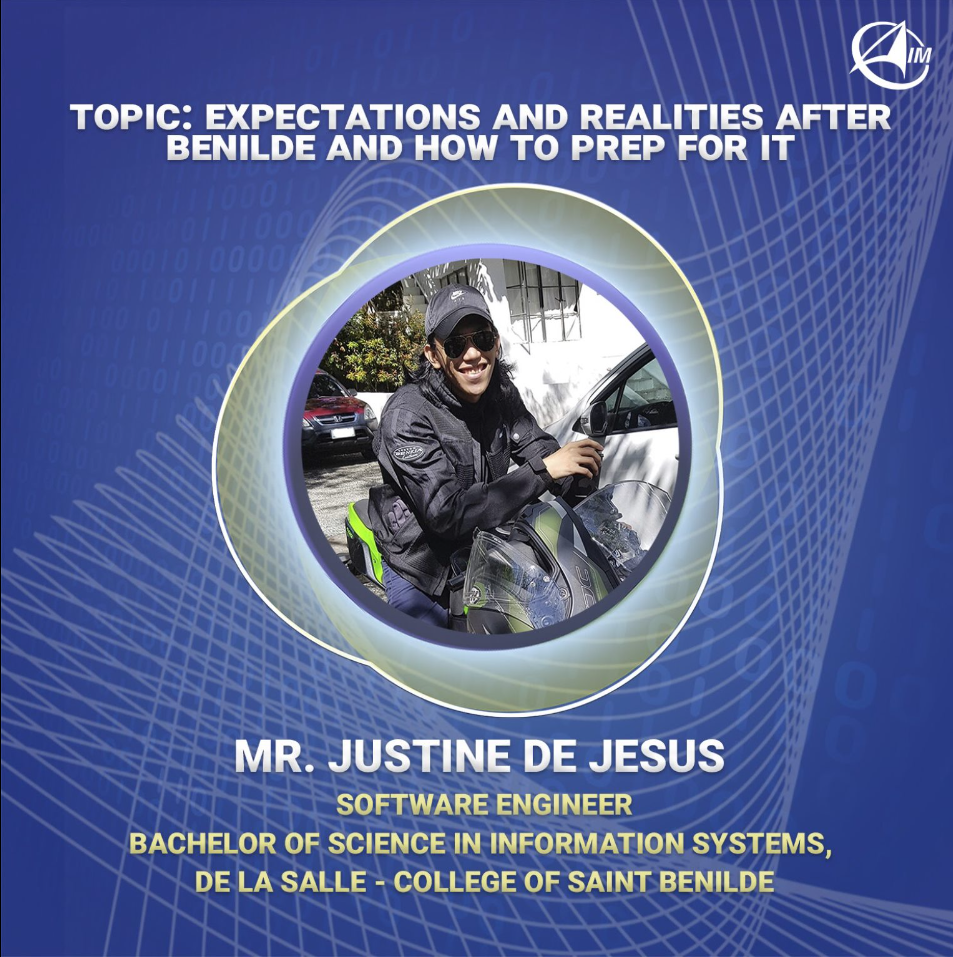 AIM
TOPIC: EXPECTATIONS AND REALITIES AFTER
BENILDE AND HOW TO PREP FOR IT
MR. JUSTINE DE JESUS
SOFTWARE ENGINEER
BACHELOR OF SCIENCE IN INFORMATION SYSTEMS,
DE LA SALLE - COLLEGE OF SAINT BENILDE